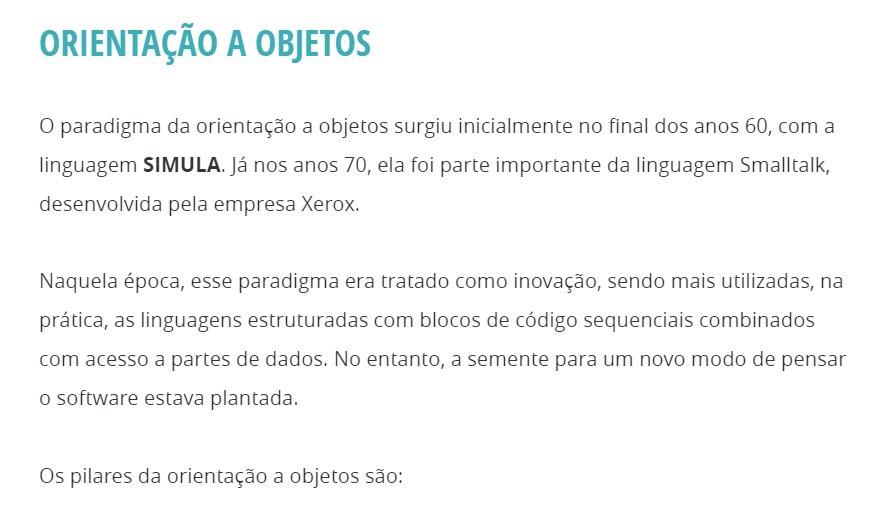 ORIENTAÇÃO A OBJETOS
O paradigma da orientação a objetos surgiu inicialmente no final dos anos 60, com a
linguagem SIMULA. Já nos anos 70, ela foi parte importante da linguagem Smalltalk,
desenvolvida pela empresa Xerox.
Naquela época, esse paradigma era tratado como inovação, sendo mais utilizadas, na
prática, as linguagens estruturadas com blocos de código sequenciais combinados
com acesso a partes de dados. No entanto, a semente para um novo modo de pensar
o software estava plantada.
Os pilares da orientação a objetos são: